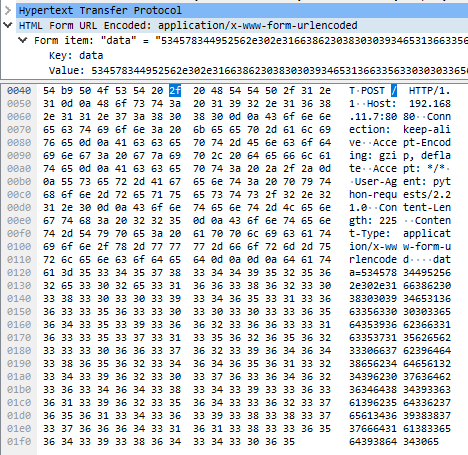 Hypertext Transfer Protocol
HTML Form URL Encoded: application/x-www-form-urlencoded
Form item: "data" = "534578344952562e302e31663862303830303934653136633563
Key: data
Value: 534578344952562e302e3166386230383030393465313663356330303033656
0040 54 b9 50 4f 53 54 20 2f 20 48 54 54 50 2f 31 2e T·POST / HTTP/1.
0050 31 0d 0a 48 6f 73 74 3a 20 31 39 32 2e 31 36 38 1··Host: 192.168
0060 2e 31 31 2e 37 3a 38 30 38 30 0d 0a 43 6f 6e 6e .11.7:80 80··Conn
0070 65 63 74 69 6f 6e 3a 20 6b 65 65 70 2d 61 6c 69 ection: keep-ali
0080 76 65 0d 0a 41 63 63 65 70 74 2d 45 6e 63 6f 64 ve··Acce pt-Encod
0090 69 6e 67 3a 20 67 7a 69 70 2c 20 64 65 66 6c 61 ing: gzi p, defla
00a0 74 65 0d 0a 41 63 63 65 70 74 3a 20 2a 2f 2a 0d te··Acce pt: */*·
00b0 0a 55 73 65 72 2d 41 67 65 6e 74 3a 20 70 79 74 ·User-Ag ent: pyt
00c0 68 6f 6e 2d 72 65 71 75 65 73 74 73 2f 32 2e 32 hon-requ ests/2.2
00d0 31 2e 30 0d 0a 43 6f 6e 74 65 6e 74 2d 4c 65 6e 1.0··Con tent-Len
00e0 67 74 68 3a 20 32 32 35 0d 0a 43 6f 6e 74 65 6e gth: 225 ··Conten
00f0 74 2d 54 79 70 65 3a 20 61 70 70 6c 69 63 61 74 t-Type: applicat
0100 69 6f 6e 2f 78 2d 77 77 77 2d 66 6f 72 6d 2d 75 ion/x-ww w-form-u
0110 72 6c 65 6e 63 6f 64 65 64 0d 0a 0d 0a 64 61 74 rlencode d····dat
0120 61 3d 35 33 34 35 37 38 33 34 34 39 35 32 35 36 a=534578 34495256
0130 32 65 33 30 32 65 33 31 36 36 33 38 36 32 33 30 2e302e31 66386230
0140 33 38 33 30 33 30 33 39 33 34 36 35 33 31 33 36 38303039 34653136
0150 36 33 33 35 36 33 33 30 33 30 33 30 33 33 36 35 63356330 30303365
0160 36 34 33 35 33 39 33 36 36 32 33 36 36 33 33 31 64353936 62366331
0170 36 33 33 35 33 37 33 31 33 35 36 32 36 35 36 32 63353731 35626562
0180 33 33 33 30 36 36 33 37 36 32 33 39 36 34 36 34 33306637 62396464
0190 33 38 36 35 36 32 33 34 36 34 36 35 36 31 33 32 38656234 64656132
01a0 33 34 33 39 36 32 33 30 33 37 36 33 36 34 36 32 34396230 37636462
01b0 33 36 33 34 36 34 33 38 33 34 33 39 33 33 36 33 36346438 34393363
01c0 36 31 33 39 36 32 33 35 36 34 33 33 36 32 33 37 61396235 64336237
01d0 36 35 36 31 33 34 33 36 33 39 33 38 33 38 33 37 65613436 39383837
01e0 33 37 36 36 36 34 33 31 36 31 33 38 33 33 36 35 37666431 61383365
01f0 36 34 33 39 33 38 36 34 33 34 33 30 36 35 64393864 343065